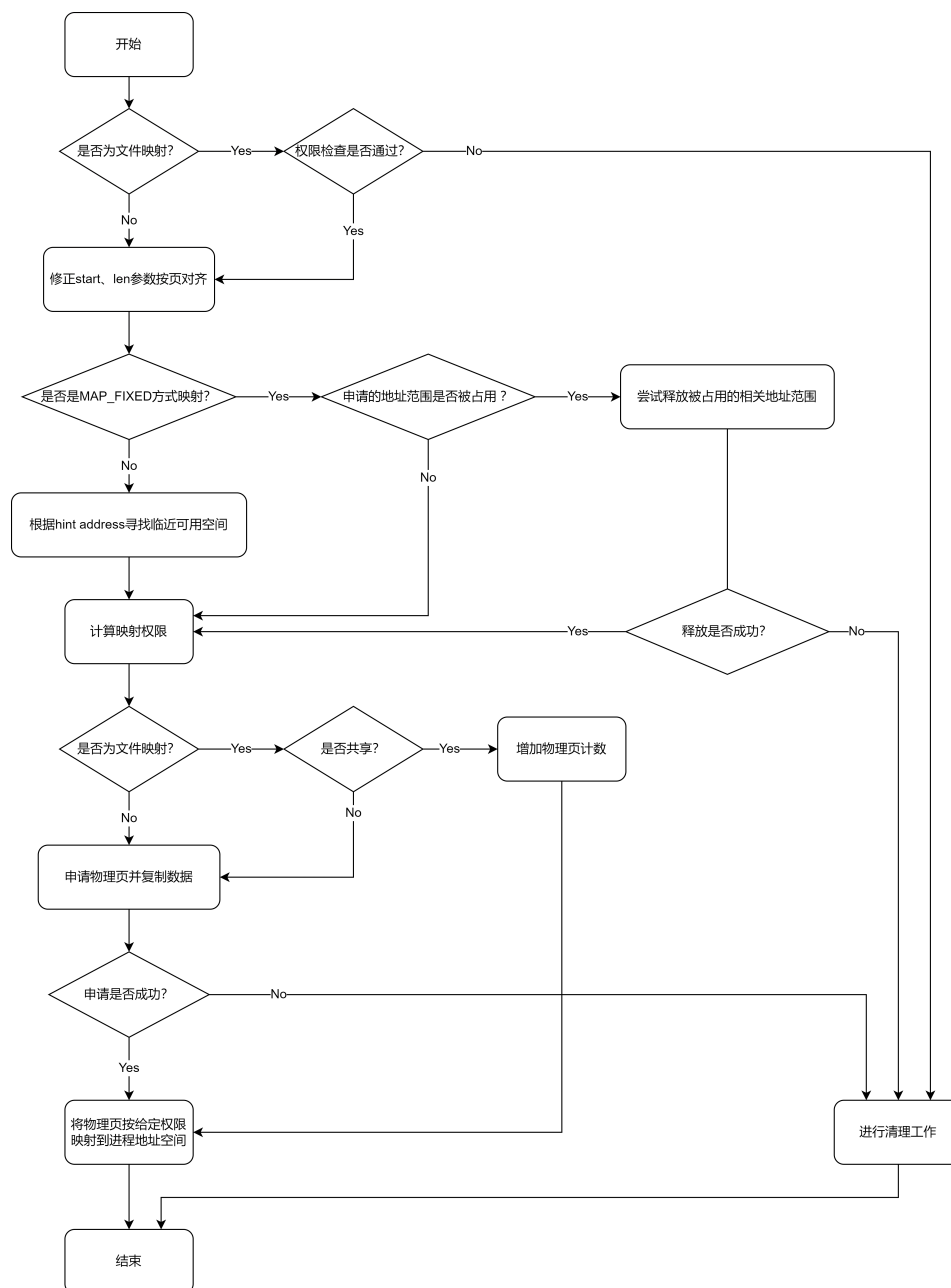 开始
是否为文件映射?
Yes
权限检查是否通过?
No
No
Yes
修正start、len参数按页对齐
是否是MAP_FIXED方式映射?
Yes
申请的地址范围是否被占用？
Yes
尝试释放被占用的相关地址范围
No
No
根据hint address寻找临近可用空间
计算映射权限
Yes
释放是否成功?
No
是否为文件映射?
Yes
是否共享?
Yes
增加物理页计数
No
No
申请物理页并复制数据
申请是否成功?
No
Yes
将物理页按给定权限
映射到进程地址空间
进行清理工作
结束